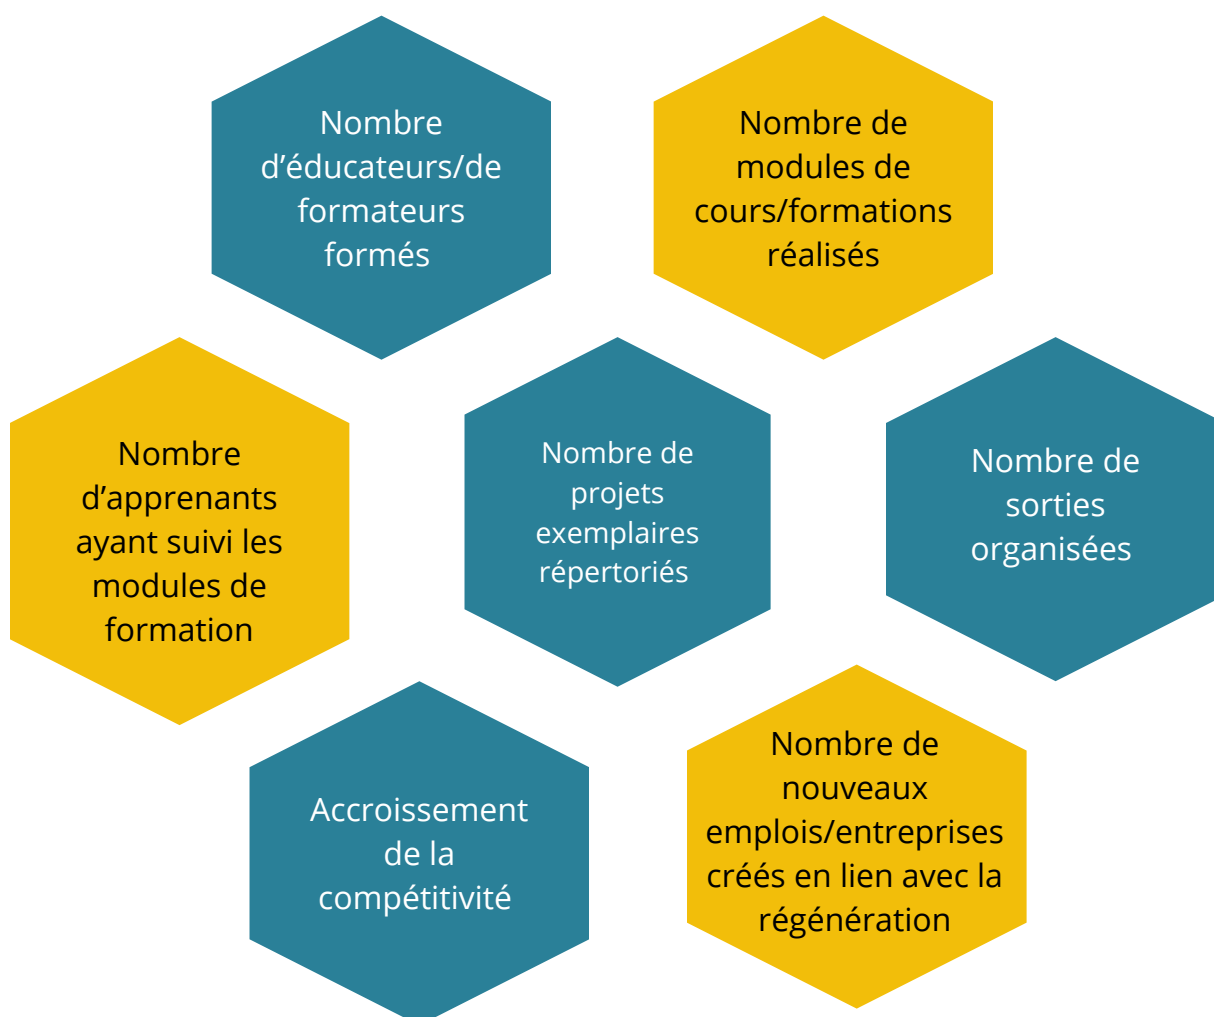 Nombre
d’éducateurs/de
formateurs
formés
Nombre de
modules de
cours/formations
réalisés
Nombre
d’apprenants
ayant suivi les
modules de
formation
Nombre de
projets
exemplaires
répertoriés
Nombre de
sorties
organisées
Accroissement
de la
compétitivité
Nombre de
nouveaux
emplois/entreprises
créés en lien avec la
régénération